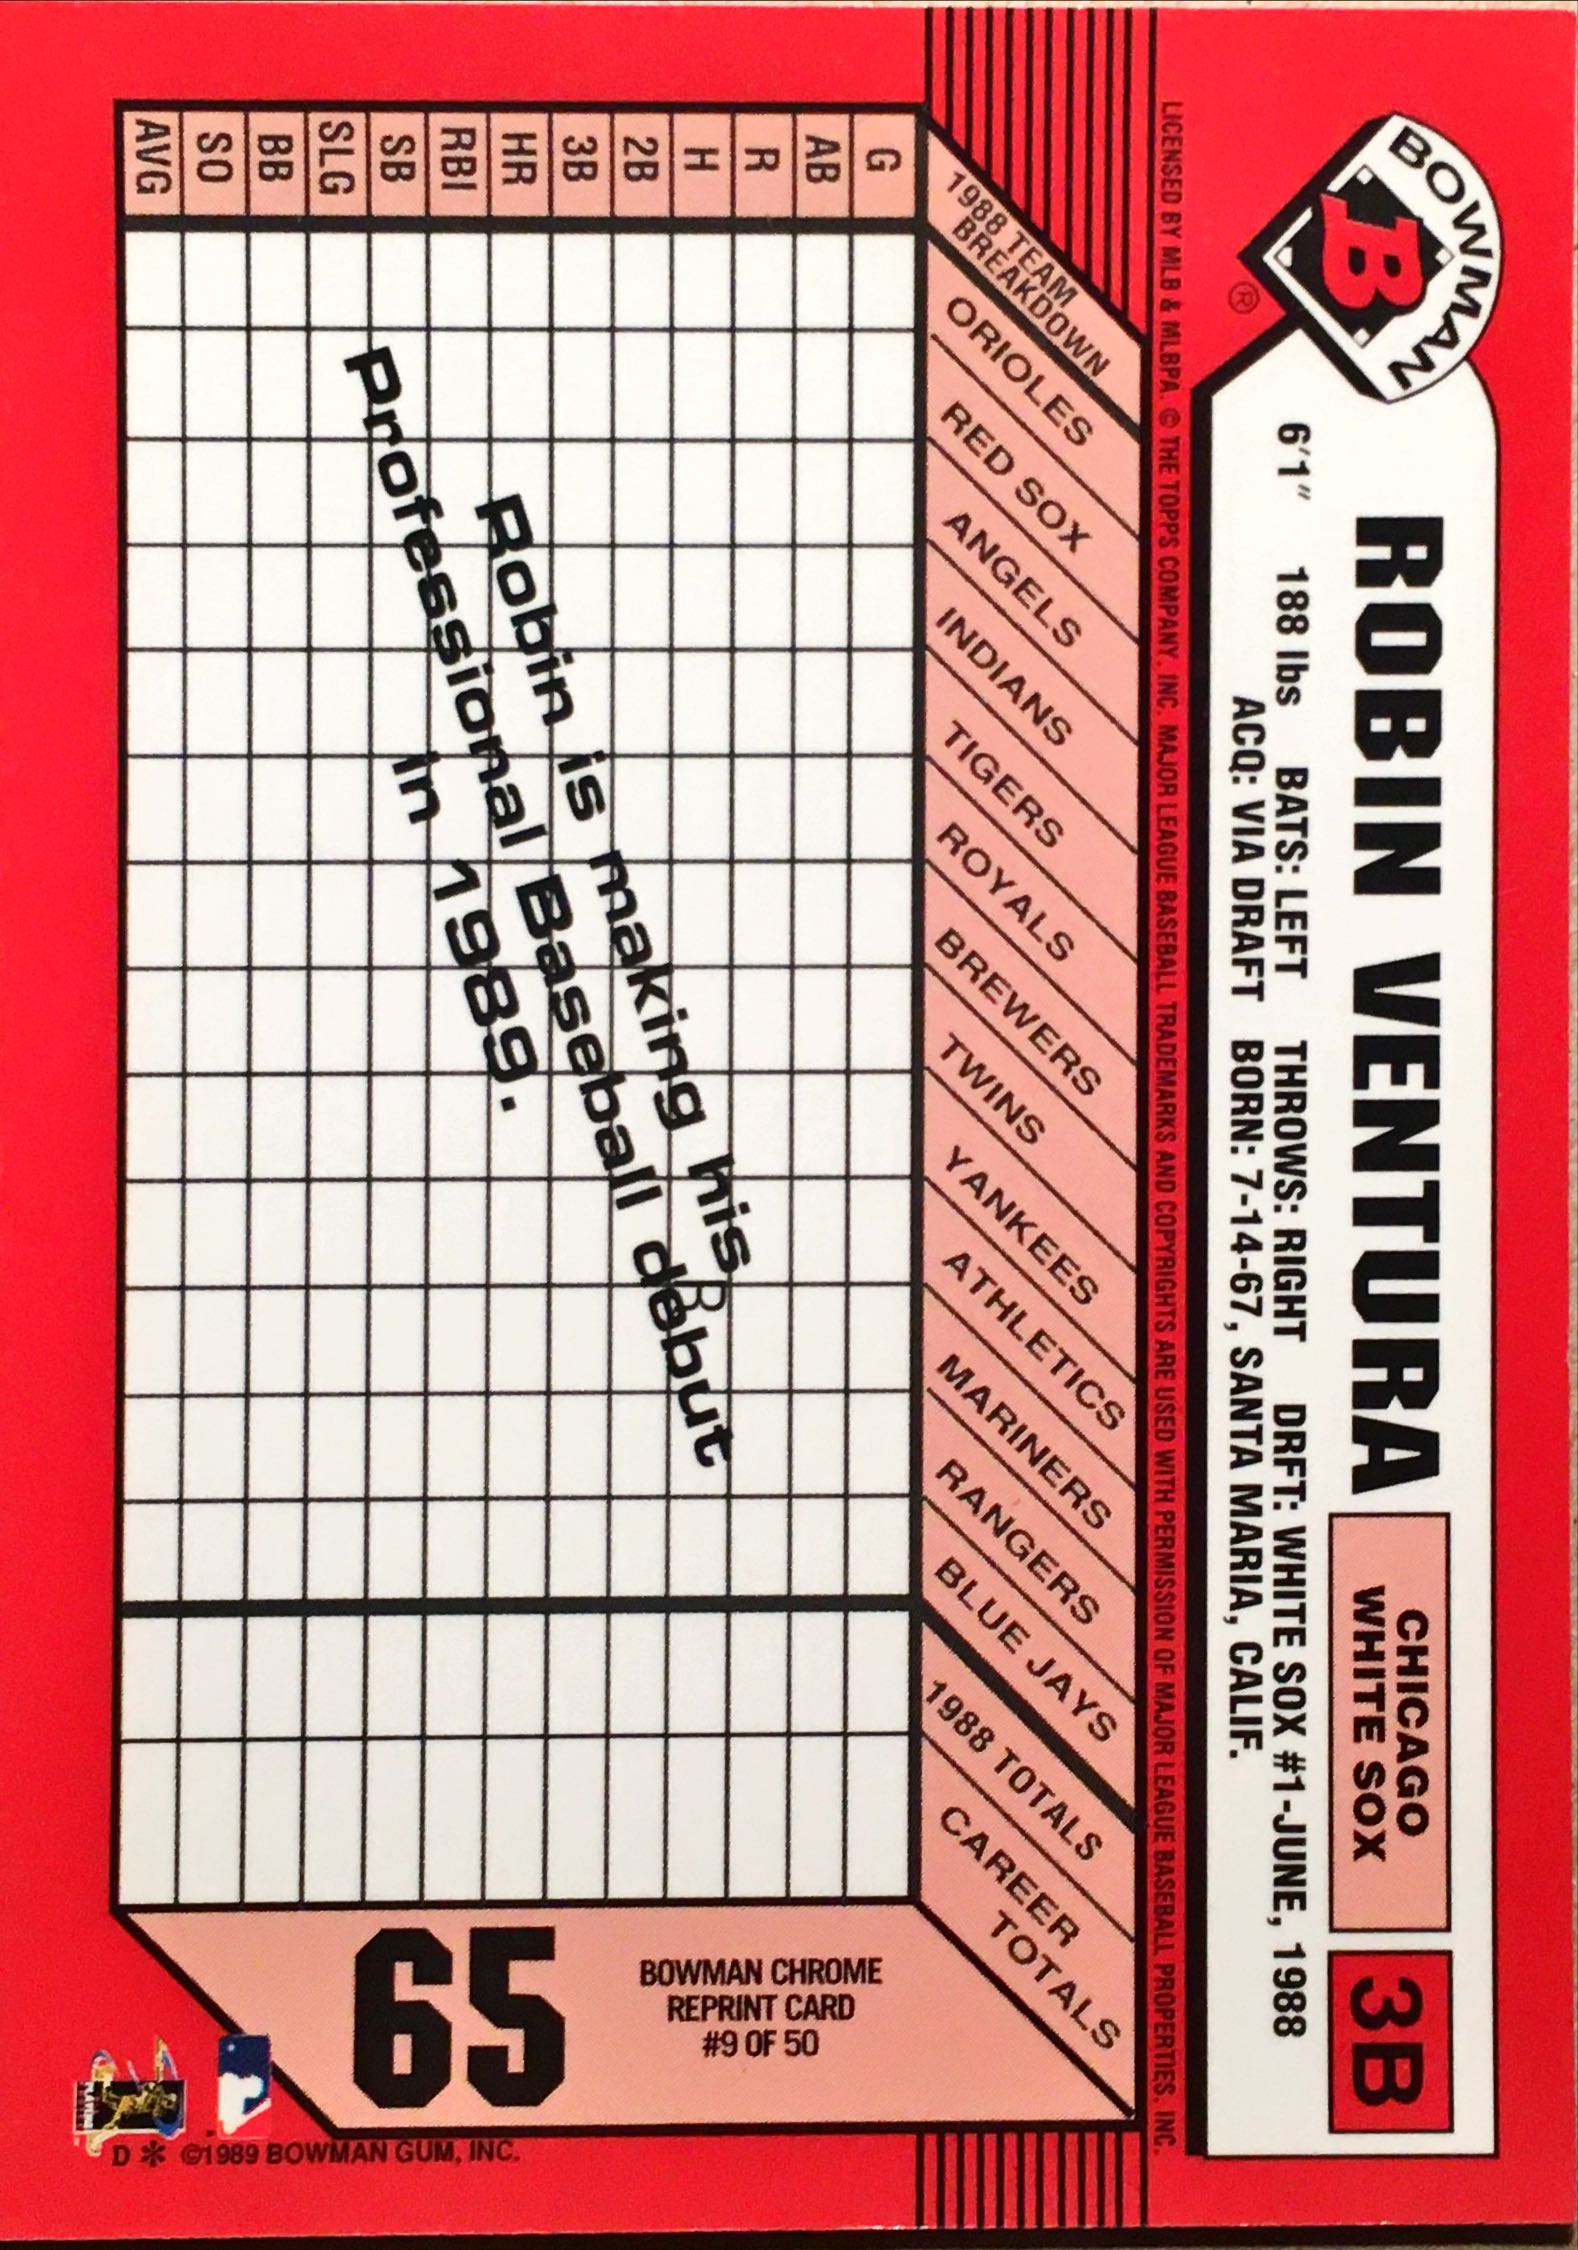 BOWMAN
B
®
ROBIN VENTURA
CHICAGO
WHITE SOX
3B
6'1" 188 lbs BATS: LEFT THROWS: RIGHT DRFT: WHITE SOX #1-JUNE, 1988
ACQ: VIA DRAFT BORN: 7-14-67, SANTA MARIA, CALIF.
LICENSED BY MLB & MLBPA. © THE TOPPS COMPANY, INC. MAJOR LEAGUE BASEBALL TRADEMARKS AND COPYRIGHTS ARE USED WITH PERMISSION OF MAJOR LEAGUE BASEBALL PROPERTIES, INC.
1988 TEAM
BREAKDOWN
ORIOLES
RED SOX
ANGELS
INDIANS
TIGERS
ROYALS
BREWERS
TWINS
YANKEES
ATHLETICS
MARINERS
RANGERS
BLUE JAYS
1988 TOTALS
CAREER
TOTALS
G
AB
R
H
2B
3B
HR
RBI
SB
SLG
BB
SO
AVG
Robin is making his
Professional Baseball debut
in 1989.
8
BOWMAN CHROME
REPRINT CARD
#9 OF 50
65
D * ©1989 BOWMAN GUM, INC.